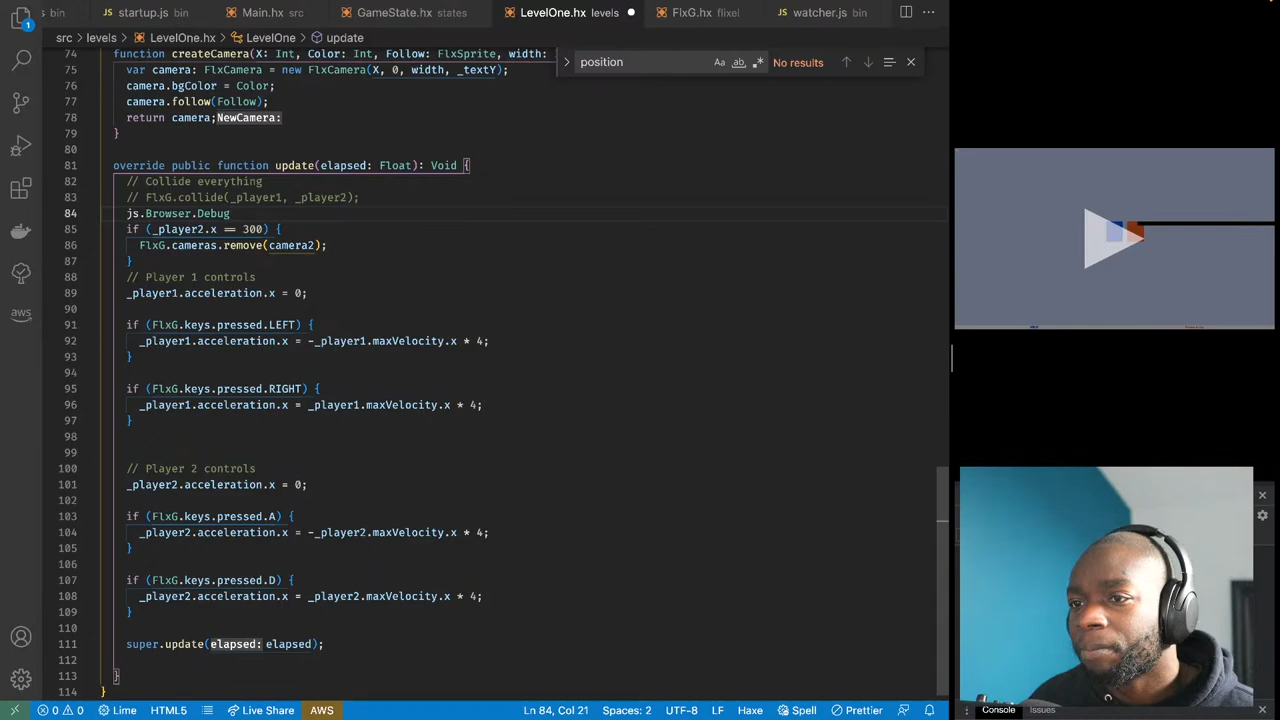 s bin
startup.js bin
Main.hx src
GameState.hx states
LevelOne.hx levels
FlxG.hx flixel
watcher.js bin
src > levels > LevelOne.hx > LevelOne > update
position
Aa
ab
No results
74 function createCamera(X: Int, Color: Int, Follow: FlxSprite, width:
75 var camera: FlxCamera = new FlxCamera(X, 0, width, _textY);
76 camera.bgColor = Color;
77 camera.follow(Follow);
78 return camera;NewCamera:
79 }
80
81 override public function update(elapsed: Float): Void {
82 // Collide everything
83 // FlxG.collide(_player1, _player2);
84 js.Browser.Debug
85 if (_player2.x == 300) {
86 FlxG.cameras.remove(camera2);
87 }
88 // Player 1 controls
89 _player1.acceleration.x = 0;
90
91 if (FlxG.keys.pressed.LEFT) {
92 _player1.acceleration.x = -_player1.maxVelocity.x * 4;
93 }
94
95 if (FlxG.keys.pressed.RIGHT) {
96 _player1.acceleration.x = _player1.maxVelocity.x * 4;
97 }
98
99
100 // Player 2 controls
101 _player2.acceleration.x = 0;
102
103 if (FlxG.keys.pressed.A) {
104 _player2.acceleration.x = -_player2.maxVelocity.x * 4;
105 }
106
107 if (FlxG.keys.pressed.D) {
108 _player2.acceleration.x = _player2.maxVelocity.x * 4;
109 }
110
111 super.update(elapsed:elapsed);
112
113 }
114 }
1
aws
0 0 Lime HTML5 Live Share AWS Ln 84, Col 21 Spaces: 2 UTF-8 LF Haxe Spell Prettier
Console Issues